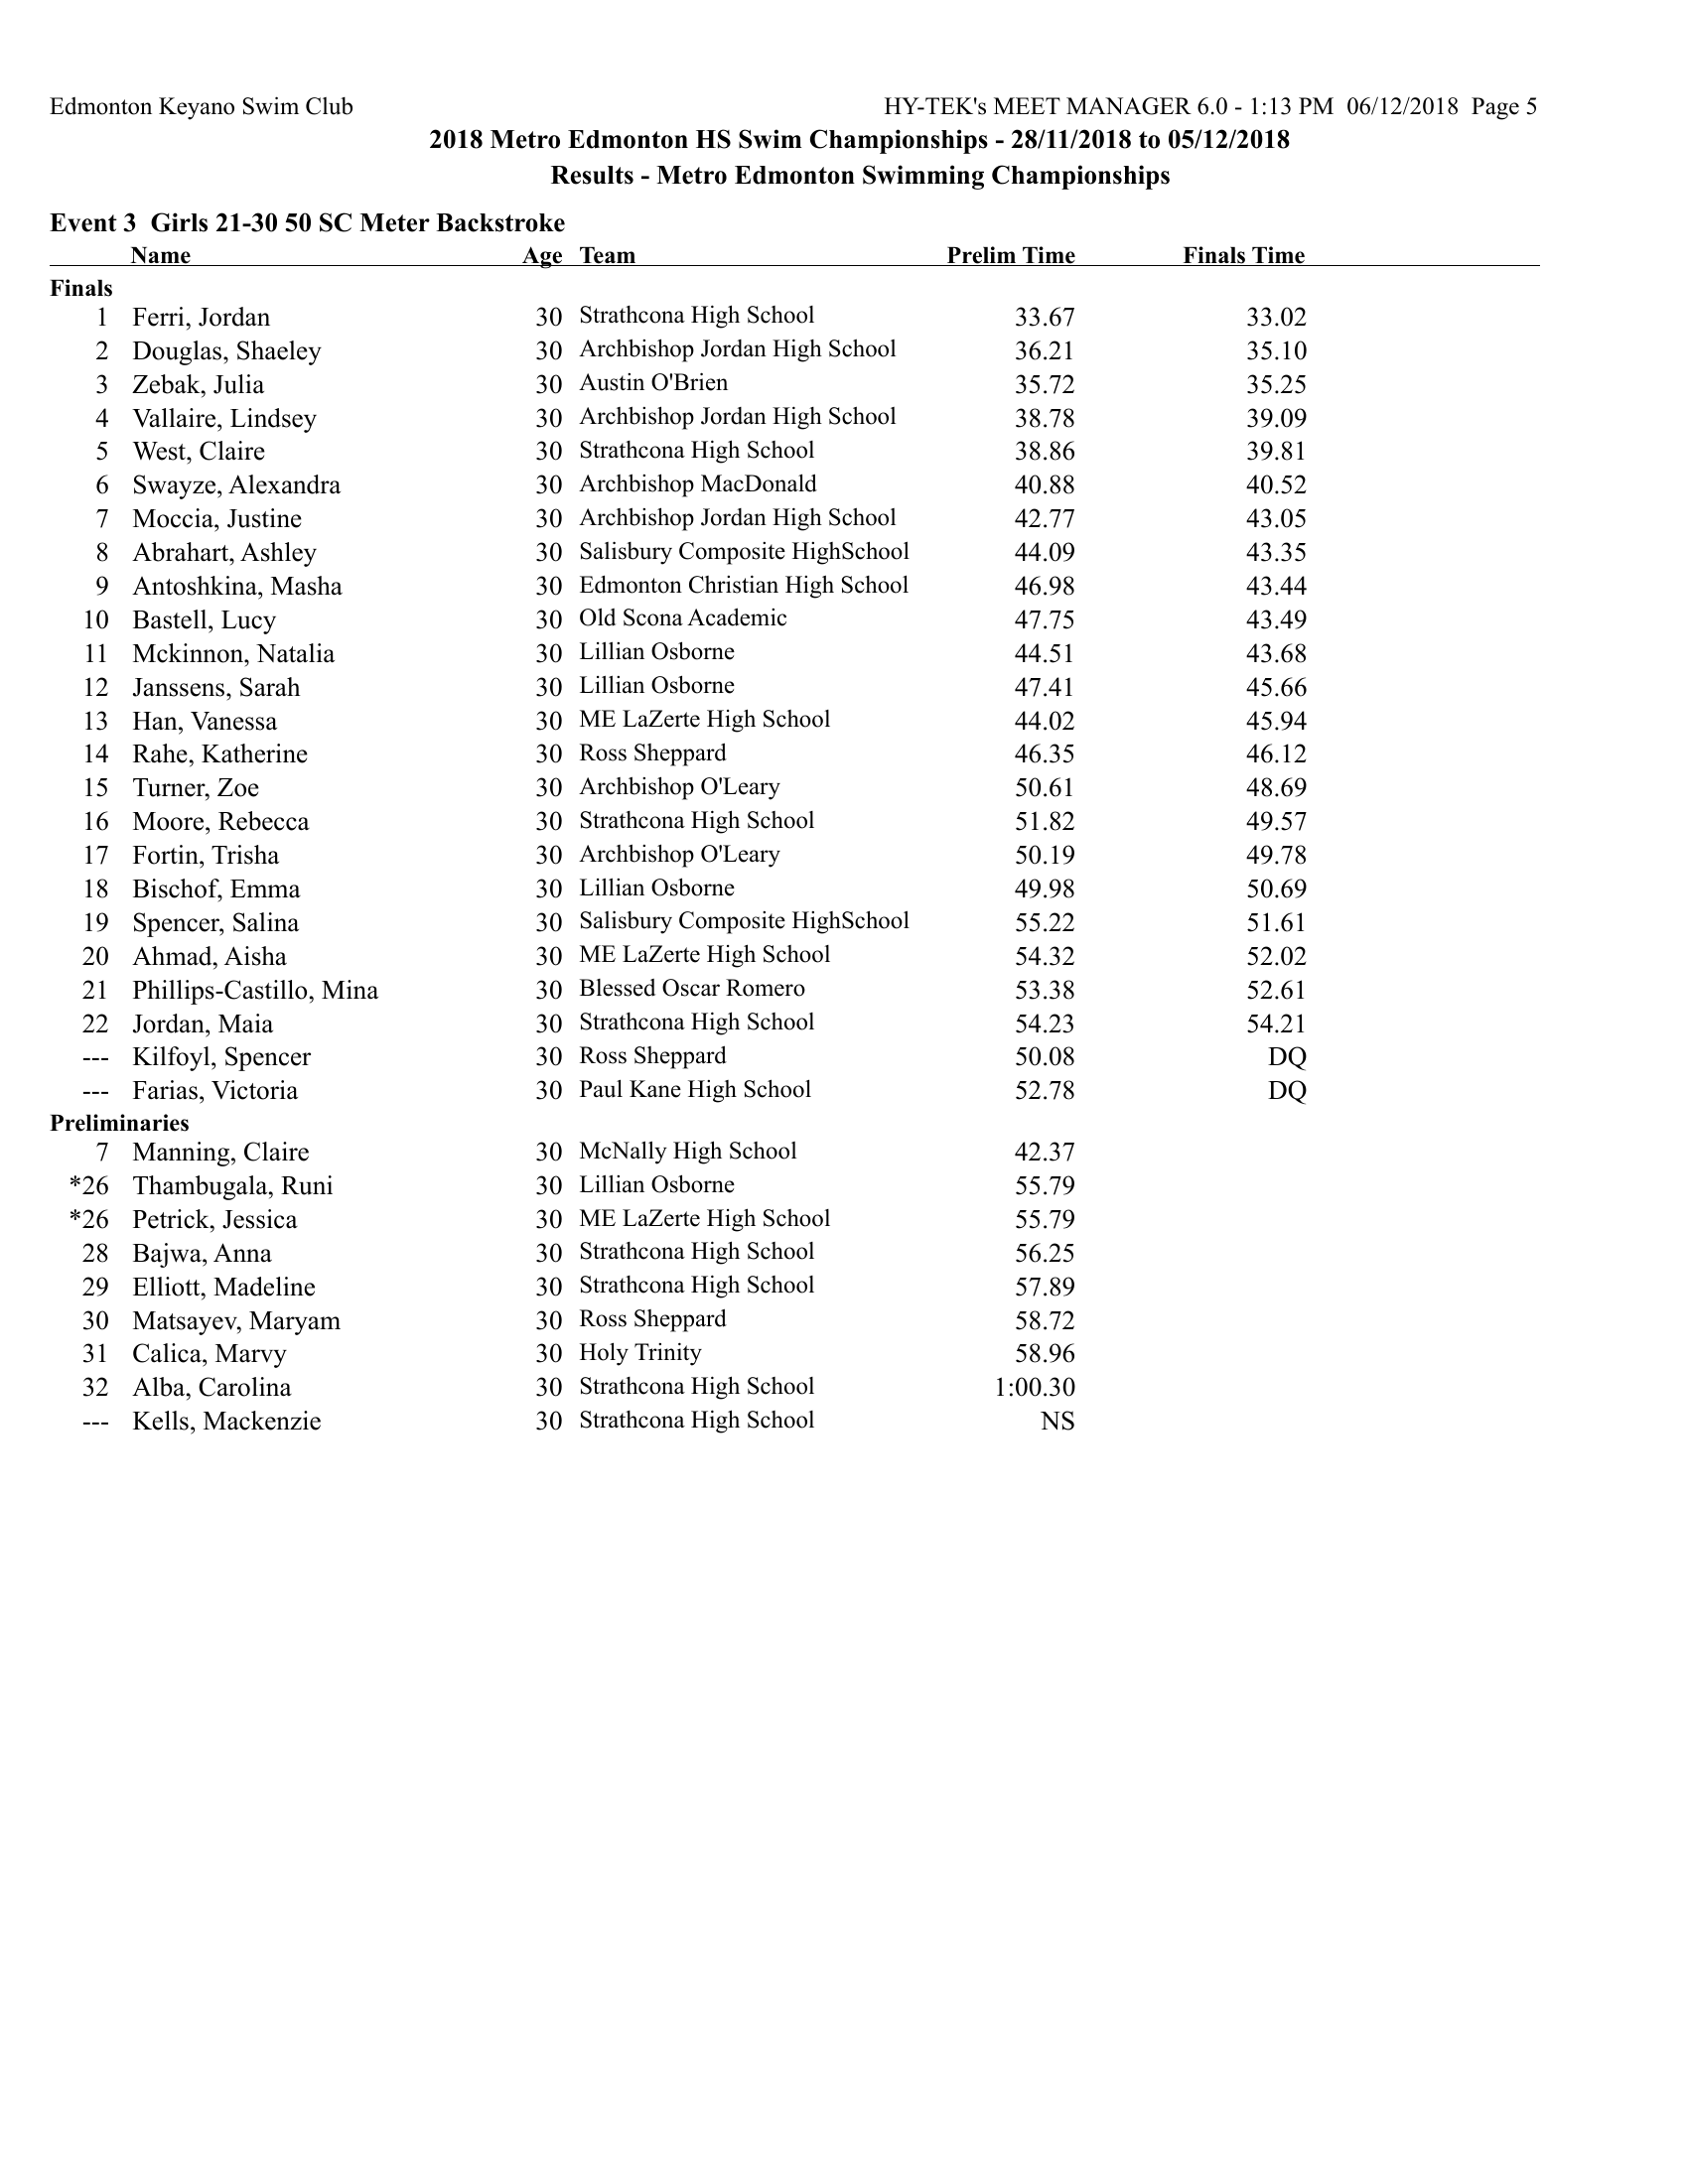 Edmonton Keyano Swim Club HY-TEK's MEET MANAGER 6.0 - 1:13 PM 06/12/2018 Page 5
2018 Metro Edmonton HS Swim Championships - 28/11/2018 to 05/12/2018
Results - Metro Edmonton Swimming Championships
Event 3 Girls 21-30 50 SC Meter Backstroke
Name Age Team Prelim Time Finals Time
Finals
1 Ferri, Jordan 30 Strathcona High School 33.67 33.02
2 Douglas, Shaeley 30 Archbishop Jordan High School 36.21 35.10
3 Zebak, Julia 30 Austin O'Brien 35.72 35.25
4 Vallaire, Lindsey 30 Archbishop Jordan High School 38.78 39.09
5 West, Claire 30 Strathcona High School 38.86 39.81
6 Swayze, Alexandra 30 Archbishop MacDonald 40.88 40.52
7 Moccia, Justine 30 Archbishop Jordan High School 42.77 43.05
8 Abrahart, Ashley 30 Salisbury Composite HighSchool 44.09 43.35
9 Antoshkina, Masha 30 Edmonton Christian High School 46.98 43.44
10 Bastell, Lucy 30 Old Scona Academic 47.75 43.49
11 Mckinnon, Natalia 30 Lillian Osborne 44.51 43.68
12 Janssens, Sarah 30 Lillian Osborne 47.41 45.66
13 Han, Vanessa 30 ME LaZerte High School 44.02 45.94
14 Rahe, Katherine 30 Ross Sheppard 46.35 46.12
15 Turner, Zoe 30 Archbishop O'Leary 50.61 48.69
16 Moore, Rebecca 30 Strathcona High School 51.82 49.57
17 Fortin, Trisha 30 Archbishop O'Leary 50.19 49.78
18 Bischof, Emma 30 Lillian Osborne 49.98 50.69
19 Spencer, Salina 30 Salisbury Composite HighSchool 55.22 51.61
20 Ahmad, Aisha 30 ME LaZerte High School 54.32 52.02
21 Phillips-Castillo, Mina 30 Blessed Oscar Romero 53.38 52.61
22 Jordan, Maia 30 Strathcona High School 54.23 54.21
--- Kilfoyl, Spencer 30 Ross Sheppard 50.08 DQ
--- Farias, Victoria 30 Paul Kane High School 52.78 DQ
Preliminaries
7 Manning, Claire 30 McNally High School 42.37
*26 Thambugala, Runi 30 Lillian Osborne 55.79
*26 Petrick, Jessica 30 ME LaZerte High School 55.79
28 Bajwa, Anna 30 Strathcona High School 56.25
29 Elliott, Madeline 30 Strathcona High School 57.89
30 Matsayev, Maryam 30 Ross Sheppard 58.72
31 Calica, Marvy 30 Holy Trinity 58.96
32 Alba, Carolina 30 Strathcona High School 1:00.30
--- Kells, Mackenzie 30 Strathcona High School NS